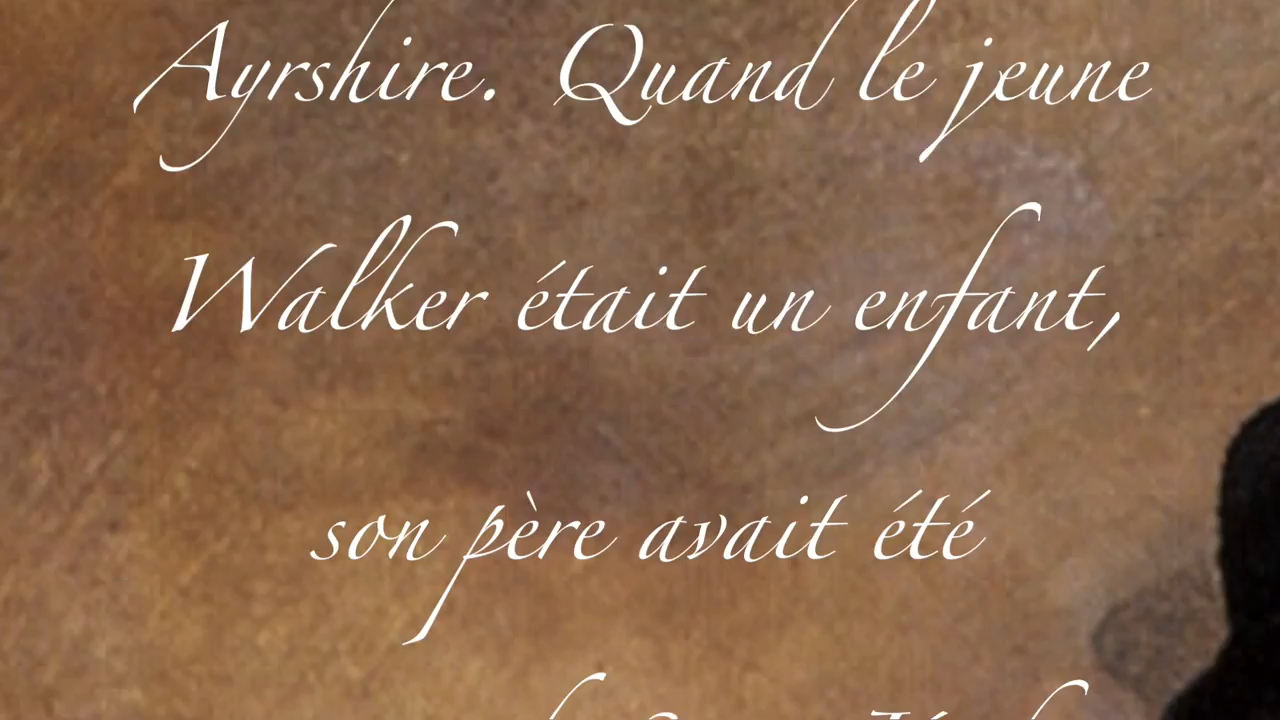 Ayrshire. Quand le jeune
Walker était un enfant,
son père avait été